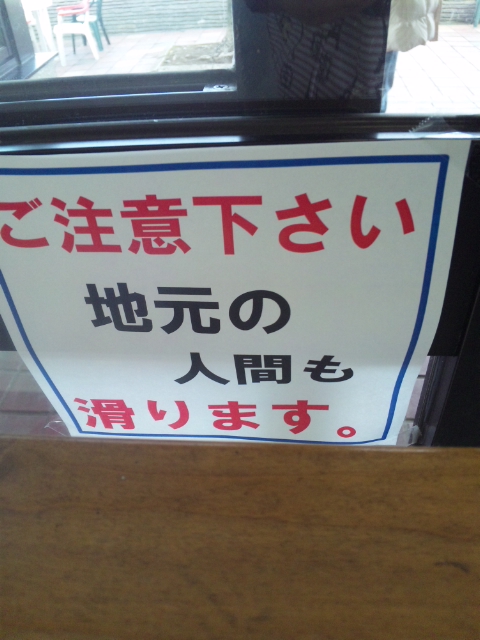 ご注意下さい
地元の
人間も
滑ります。